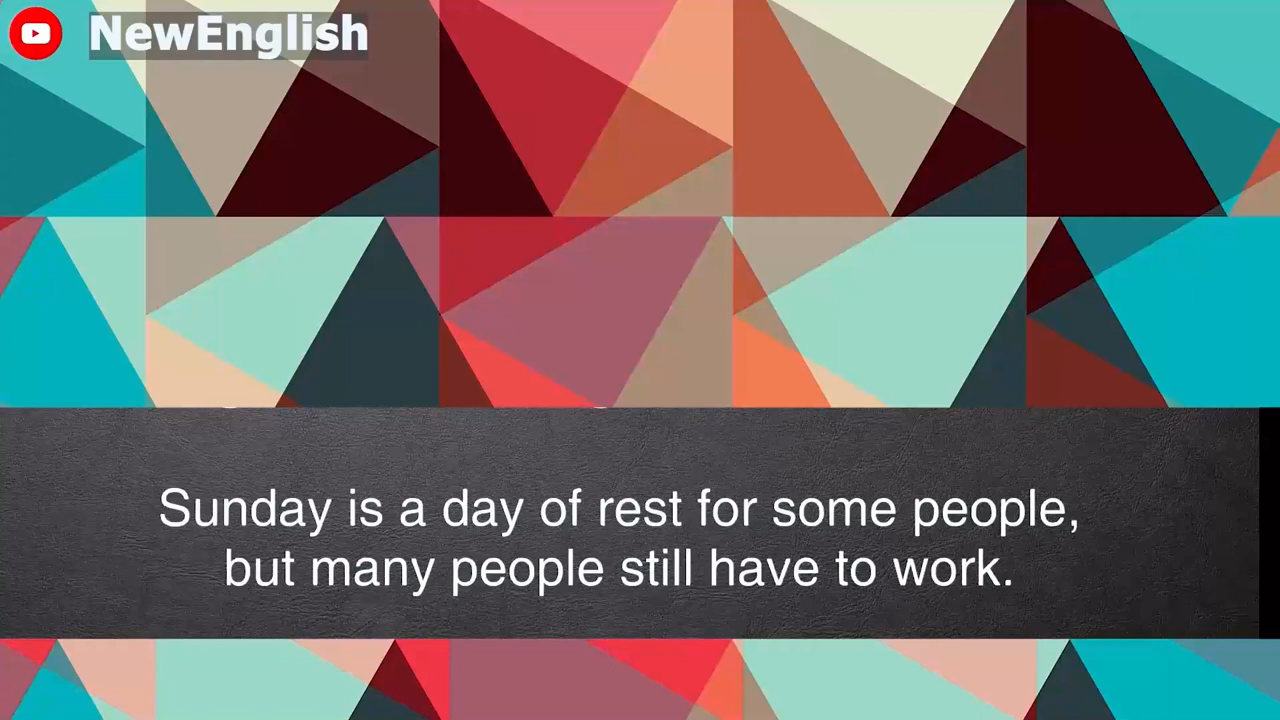 NewEnglish
Sunday is a day of rest for some people,
but many people still have to work.